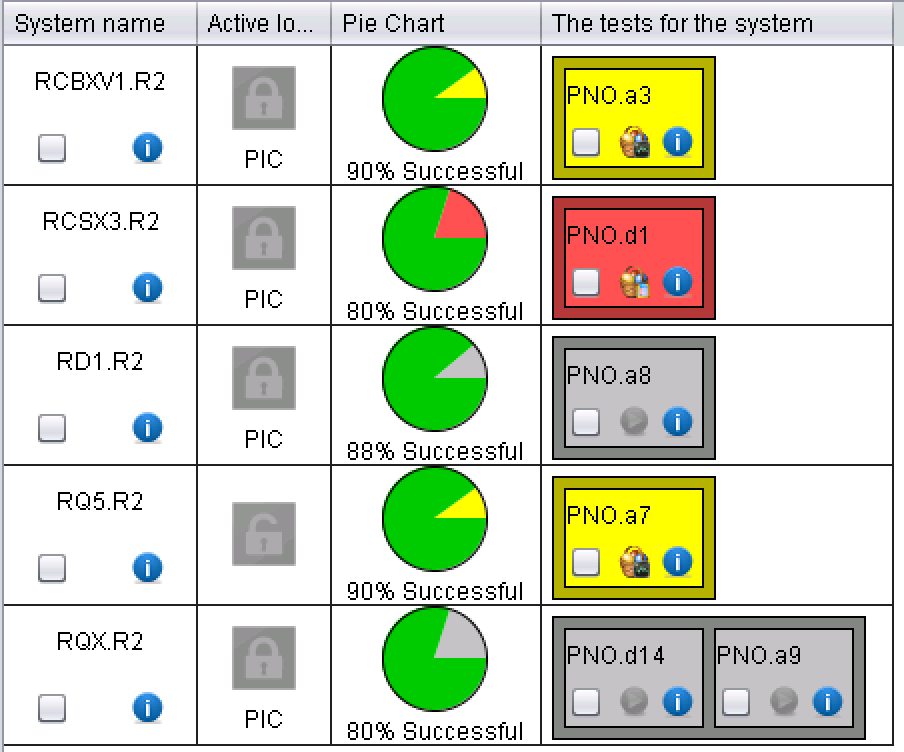 System name Active lo... Pie Chart The tests for the system
RCBXV1.R2
PIC
90% Successful
PNO.a3
RCSX3.R2
PIC
80% Successful
PNO.d1
RD1.R2
PIC
88% Successful
PNO.a8
RQ5.R2
90% Successful
PNO.a7
RQX.R2
PIC
80% Successful
PNO.d14 PNO.a9